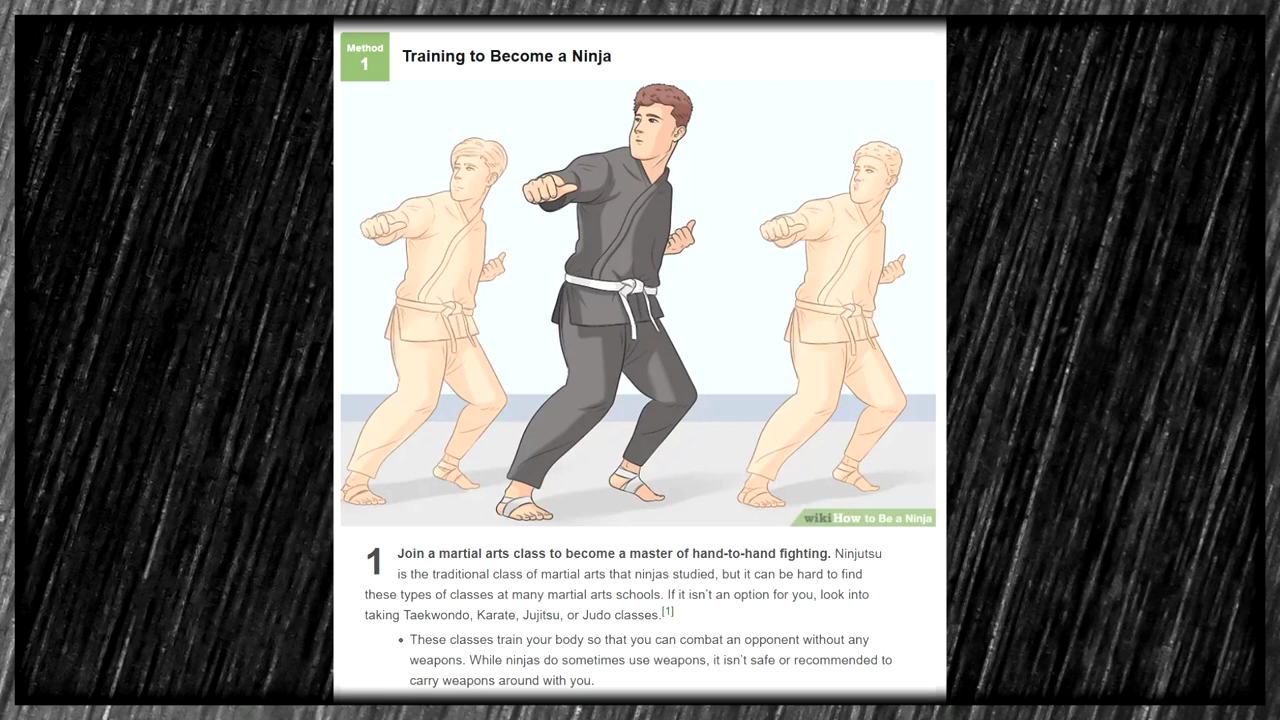 Method
1
Training to Become a Ninja
wikiHow to Be a Ninja
1 Join a martial arts class to become a master of hand-to-hand fighting. Ninjutsu
is the traditional class of martial arts that ninjas studied, but it can be hard to find
these types of classes at many martial arts schools. If it isn't an option for you, look into
taking Taekwondo, Karate, Jujitsu, or Judo classes.[1]
• These classes train your body so that you can combat an opponent without any
weapons. While ninjas do sometimes use weapons, it isn't safe or recommended to
carry weapons around with you.